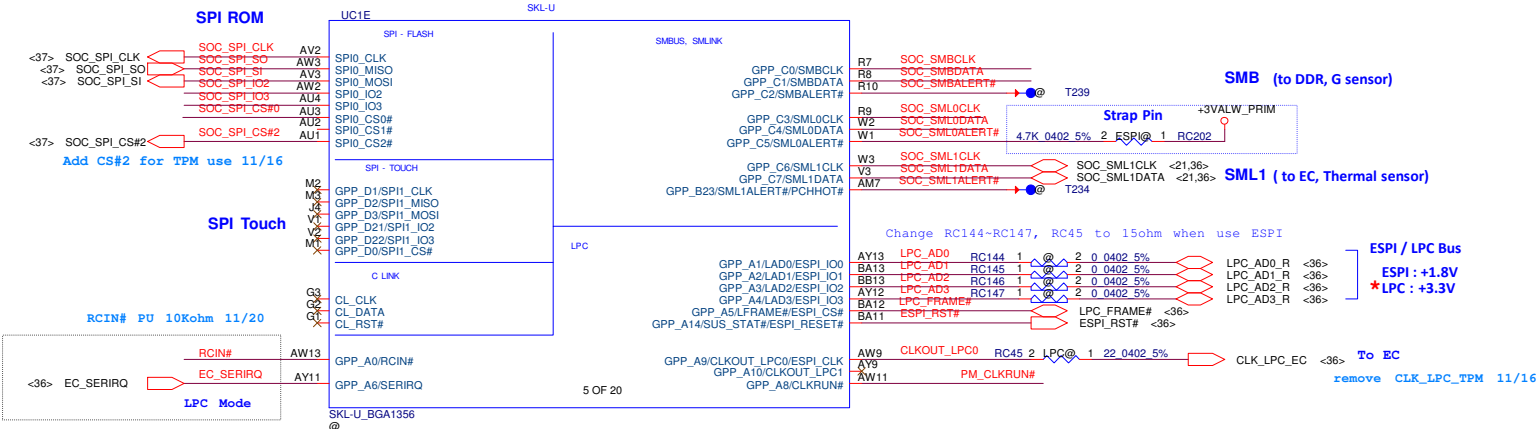 SPI ROM
UC1E
SKL-U
SPI - FLASH
SMBUS, SMLINK
<37> SOC_SPI_CLK
<37> SOC_SPI_SO
<37> SOC_SPI_SI
SOC_SPI_CLK AV2 SPI0_CLK
SOC_SPI_SO AW3 SPI0_MISO
SOC_SPI_SI AV3 SPI0_MOSI
SOC_SPI_IO2 AW2 SPI0_IO2
SOC_SPI_IO3 AU4 SPI0_IO3
SOC_SPI_CS#0 AU3 SPI0_CS0#
AU2 SPI0_CS1#
<37> SOC_SPI_CS#2 SOC_SPI_CS#2 AU1 SPI0_CS2#
Add CS#2 for TPM use 11/16
GPP_C0/SMBCLK R7 SOC_SMBCLK
GPP_C1/SMBDATA R8 SOC_SMBDATA
GPP_C2/SMBALERT# R10 SOC_SMBALERT# @ T239
SMB (to DDR, G sensor)
GPP_C3/SML0CLK R9 SOC_SML0CLK
GPP_C4/SML0DATA W2 SOC_SML0DATA
GPP_C5/SML0ALERT# W1 SOC_SML0ALERT# 4.7K_0402_5% 2 ESPI@ 1 RC202
Strap Pin
+3VALW_PRIM
GPP_C6/SML1CLK W3 SOC_SML1CLK SOC_SML1CLK <21,36>
GPP_C7/SML1DATA V3 SOC_SML1DATA SOC_SML1DATA <21,36>
GPP_B23/SML1ALERT#/PCHHOT# AM7 SOC_SML1ALERT# @ T234
SML1 ( to EC, Thermal sensor)
SPI - TOUCH
SPI Touch
M2 GPP_D1/SPI1_CLK
M3 GPP_D2/SPI1_MISO
J4 GPP_D3/SPI1_MOSI
V1 GPP_D21/SPI1_IO2
V2 GPP_D22/SPI1_IO3
M1 GPP_D0/SPI1_CS#
LPC
Change RC144~RC147, RC45 to 15ohm when use ESPI
GPP_A1/LAD0/ESPI_IO0 AY13 LPC_AD0 RC144 1 @ 2 0_0402_5% LPC_AD0_R <36>
GPP_A2/LAD1/ESPI_IO1 BA13 LPC_AD1 RC145 1 @ 2 0_0402_5% LPC_AD1_R <36>
GPP_A3/LAD2/ESPI_IO2 BB13 LPC_AD2 RC146 1 @ 2 0_0402_5% LPC_AD2_R <36>
GPP_A4/LAD3/ESPI_IO3 AY12 LPC_AD3 RC147 1 @ 2 0_0402_5% LPC_AD3_R <36>
GPP_A5/LFRAME#/ESPI_CS# BA12 LPC_FRAME# LPC_FRAME# <36>
GPP_A14/SUS_STAT#/ESPI_RESET# BA11 ESPI_RST# ESPI_RST# <36>
ESPI / LPC Bus
ESPI : +1.8V
*LPC : +3.3V
C LINK
G3 CL_CLK
G2 CL_DATA
G1 CL_RST#
RCIN# PU 10Kohm 11/20
RCIN# AW13 GPP_A0/RCIN#
<36> EC_SERIRQ EC_SERIRQ AY11 GPP_A6/SERIRQ
LPC Mode
GPP_A9/CLKOUT_LPC0/ESPI_CLK AW9 CLKOUT_LPC0 RC45 2 LPC@ 1 22_0402_5% CLK_LPC_EC <36> To EC
GPP_A10/CLKOUT_LPC1 AY9
GPP_A8/CLKRUN# AW11 PM_CLKRUN#
remove CLK_LPC_TPM 11/16
5 OF 20
SKL-U_BGA1356
@